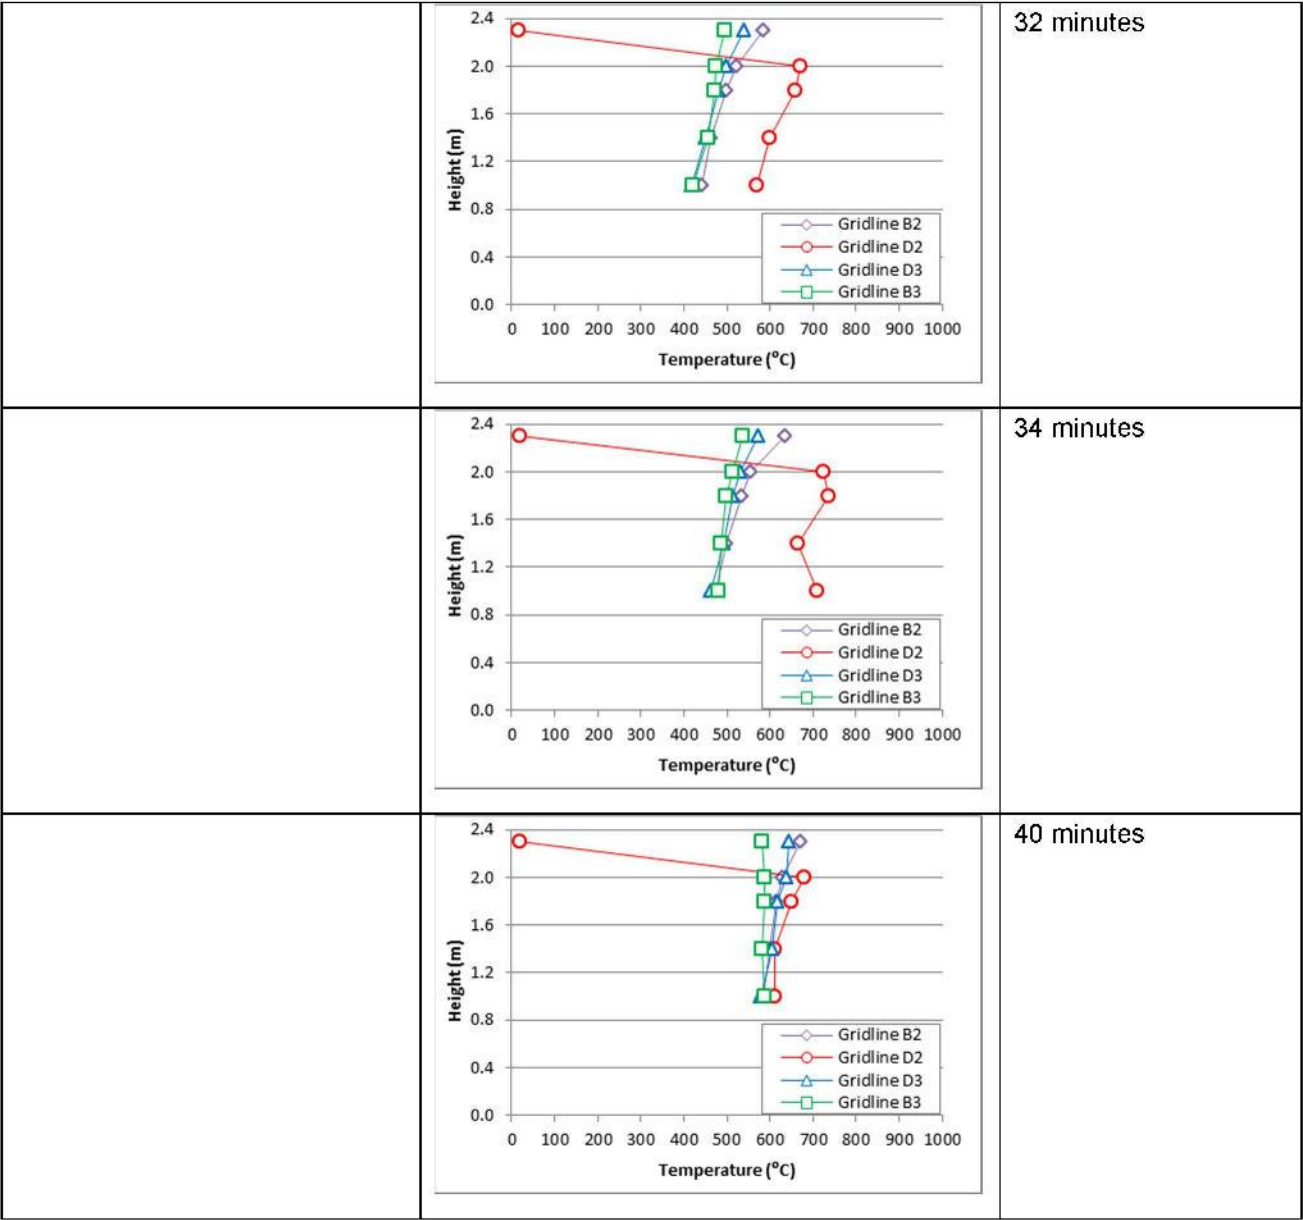 32 minutes
2.4
2.0
1.6
1.2
0.8
0.4
0.0
Height (m)
Gridline B2
Gridline D2
Gridline D3
Gridline B3
0 100 200 300 400 500 600 700 800 900 1000
Temperature (°C)
34 minutes
2.4
2.0
1.6
1.2
0.8
0.4
0.0
Height (m)
Gridline B2
Gridline D2
Gridline D3
Gridline B3
0 100 200 300 400 500 600 700 800 900 1000
Temperature (°C)
40 minutes
2.4
2.0
1.6
1.2
0.8
0.4
0.0
Height (m)
Gridline B2
Gridline D2
Gridline D3
Gridline B3
0 100 200 300 400 500 600 700 800 900 1000
Temperature (°C)